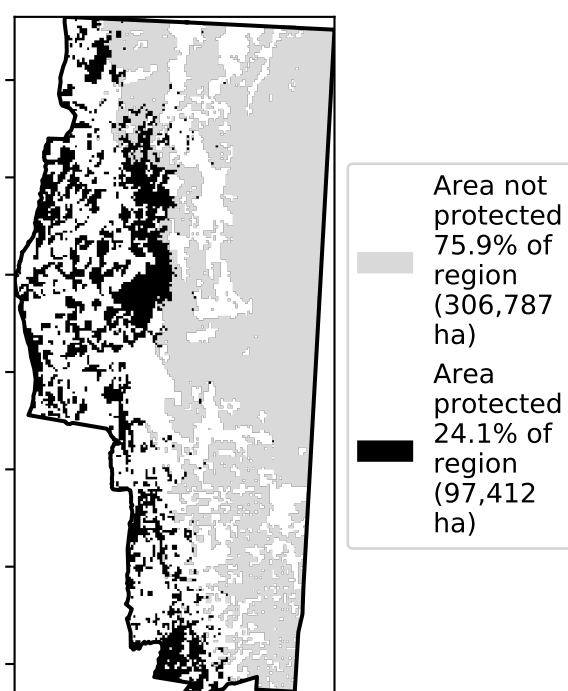 Area not
protected
75.9% of
region
(306,787
ha)
Area
protected
24.1% of
region
(97,412
ha)